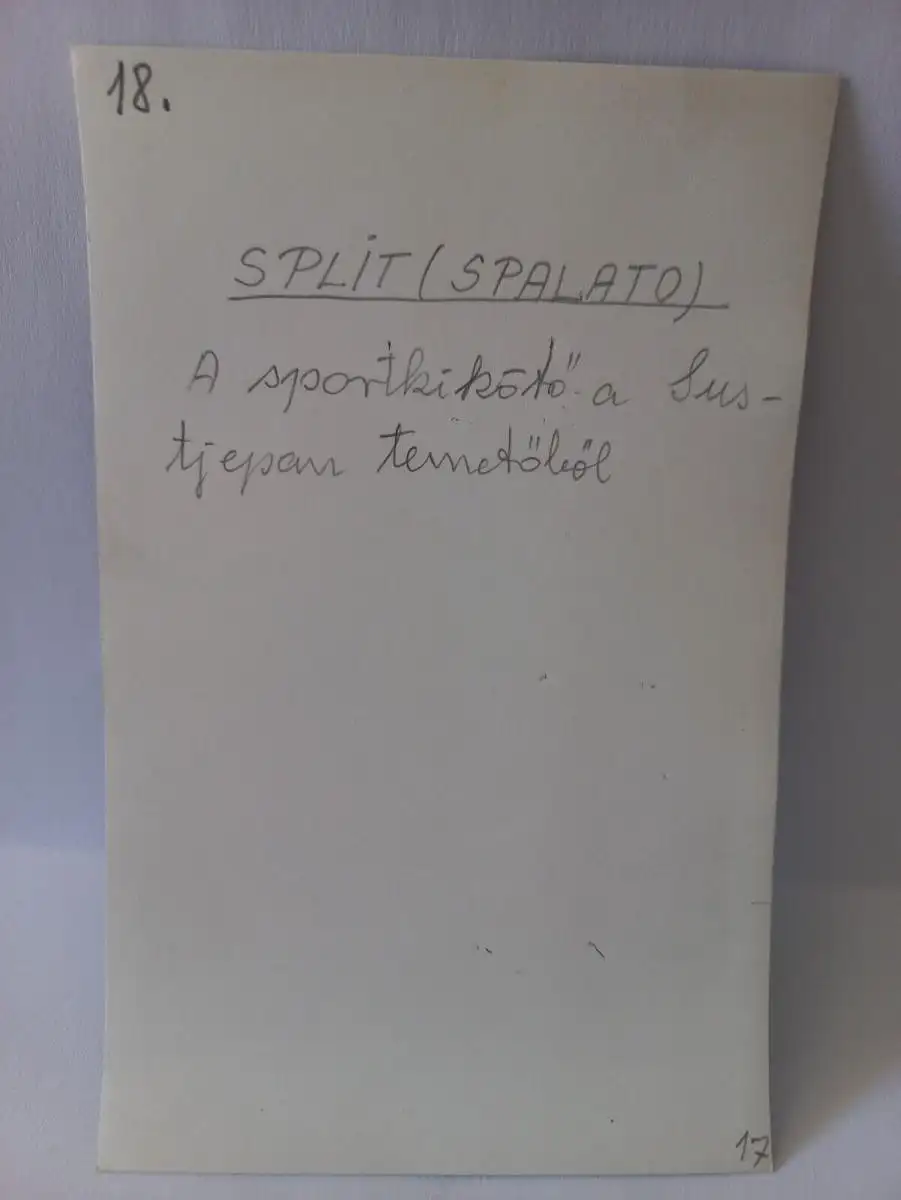 18.
SPLIT (SPALATO)
A sportkikötő a Sus-
tjepan temetőből
17